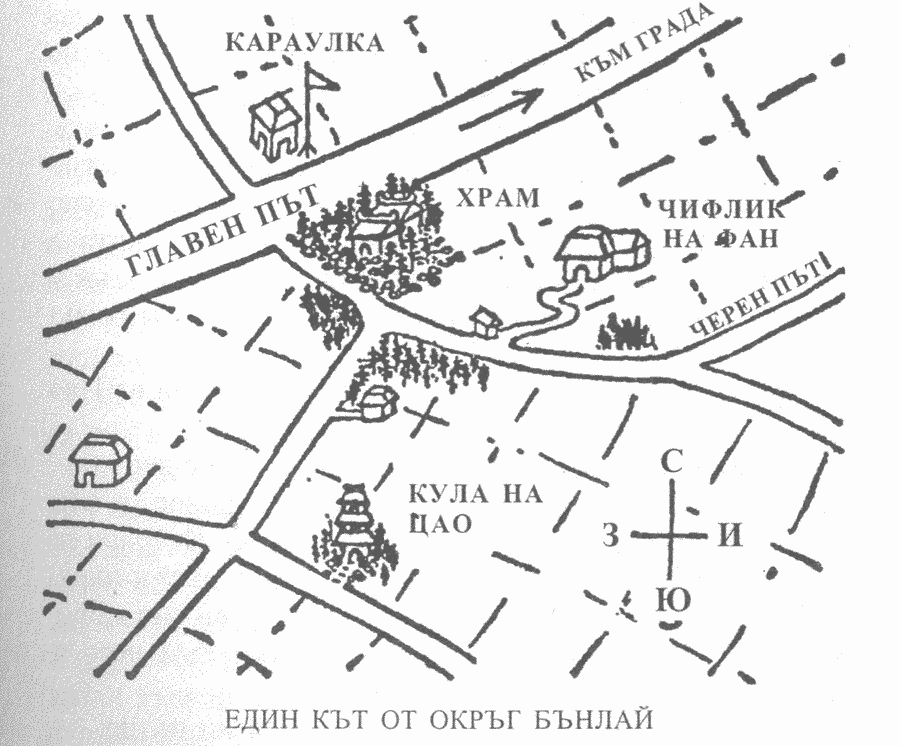 КАРАУЛКА
КЪМ ГРАДА
ХРАМ
ГЛАВЕН ПЪТ
ЧИФЛИК
НА ФАН
ЧЕРЕН ПЪТ
КУЛА НА
ЦАО
С
З И
Ю
ЕДИН КЪТ ОТ ОКРЪГ БЪНЛАЙ